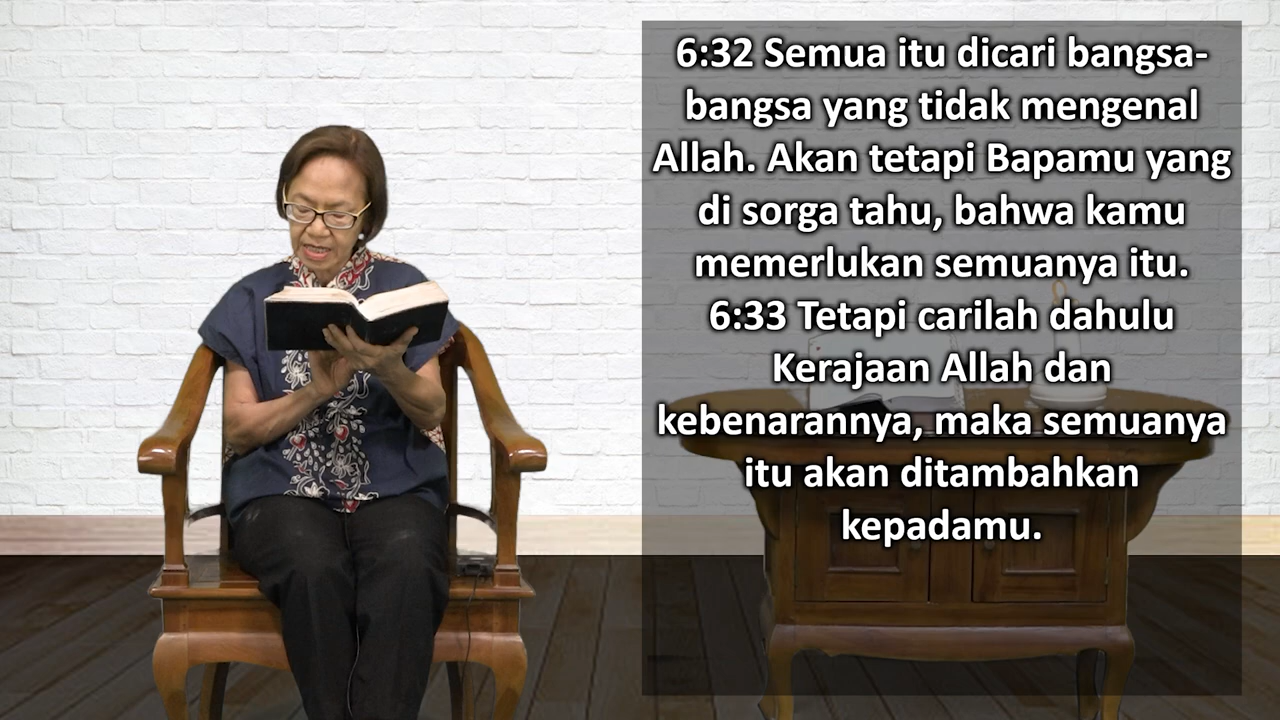 6:32 Semua itu dicari bangsa-
bangsa yang tidak mengenal
Allah. Akan tetapi Bapamu yang
di sorga tahu, bahwa kamu
memerlukan semuanya itu.
6:33 Tetapi carilah dahulu
Kerajaan Allah dan
kebenarannya, maka semuanya
itu akan ditambahkan
kepadamu.